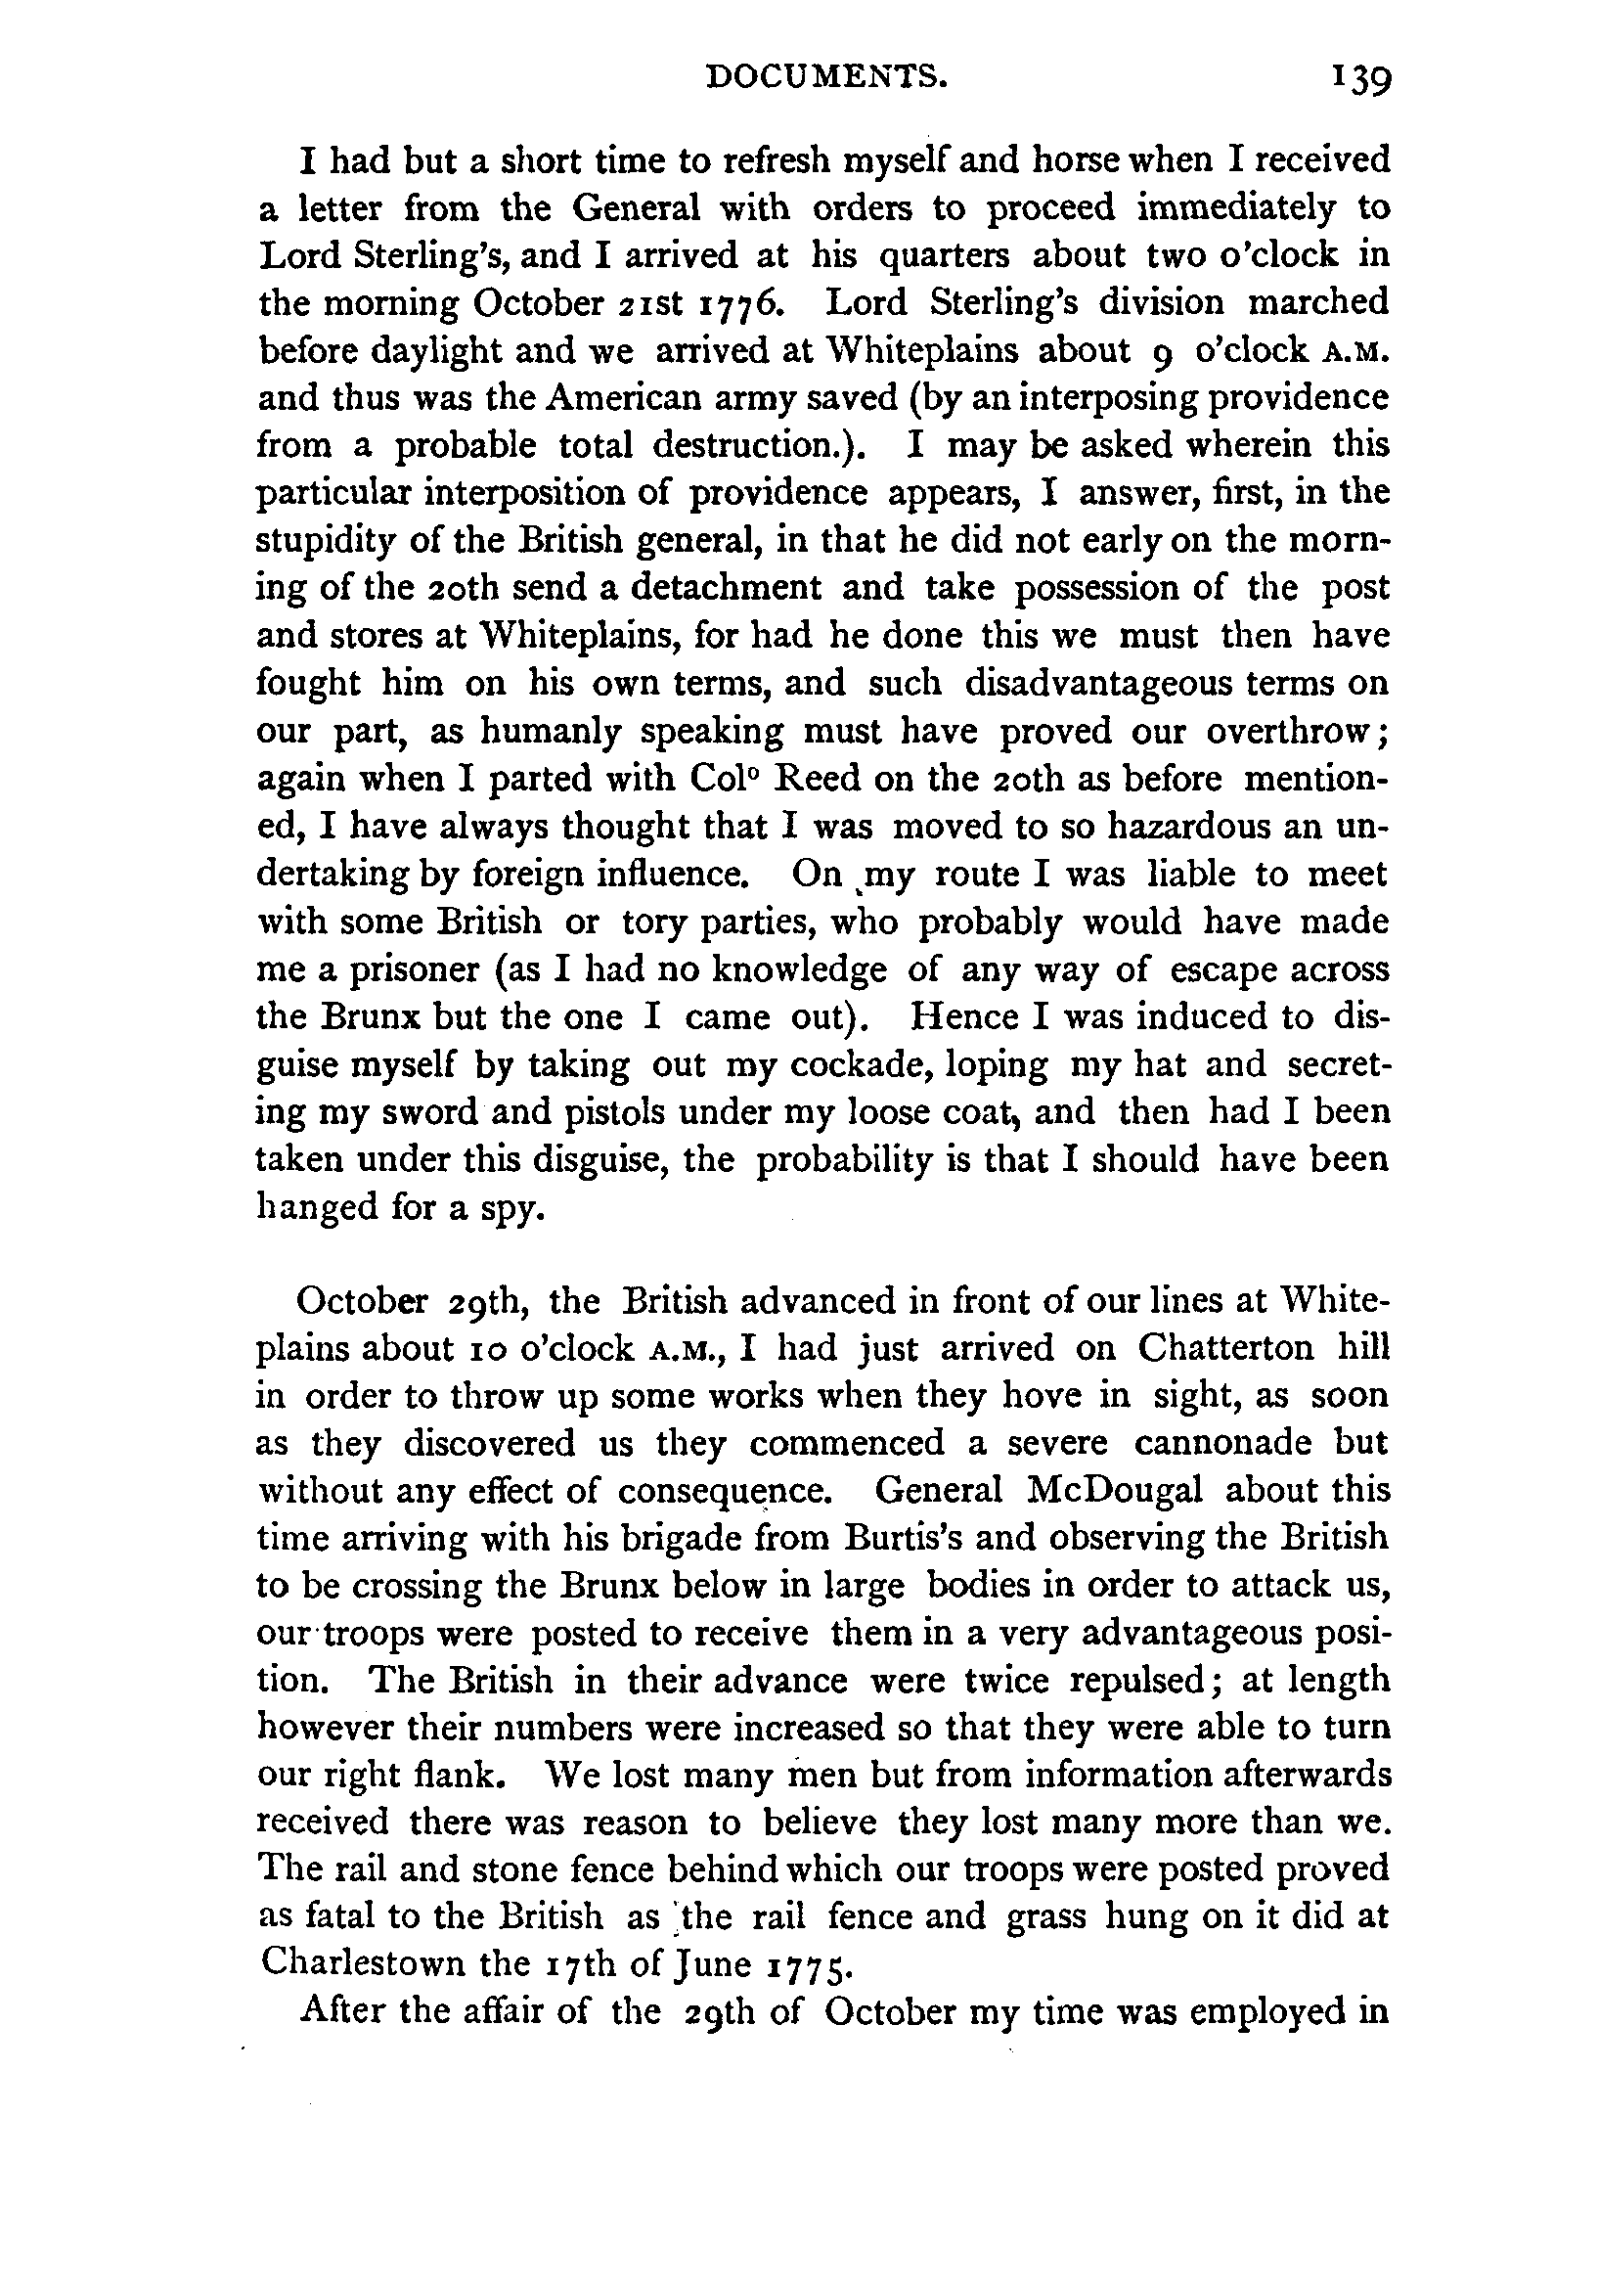 DOCUMENTS. 139
I had but a short time to refresh myself and horse when I received
a letter from the General with orders to proceed immediately to
Lord Sterling's, and I arrived at his quarters about two o'clock in
the morning October 21st 1776. Lord Sterling's division marched
before daylight and we arrived at Whiteplains about 9 o'clock A.M.
and thus was the American army saved (by an interposing providence
from a probable total destruction.). I may be asked wherein this
particular interposition of providence appears, I answer, first, in the
stupidity of the British general, in that he did not early on the morn-
ing of the 20th send a detachment and take possession of the post
and stores at Whiteplains, for had he done this we must then have
fought him on his own terms, and such disadvantageous terms on
our part, as humanly speaking must have proved our overthrow;
again when I parted with Colº Reed on the 20th as before mention-
ed, I have always thought that I was moved to so hazardous an un-
dertaking by foreign influence. On my route I was liable to meet
with some British or tory parties, who probably would have made
me a prisoner (as I had no knowledge of any way of escape across
the Brunx but the one I came out). Hence I was induced to dis-
guise myself by taking out my cockade, loping my hat and secret-
ing my sword and pistols under my loose coat, and then had I been
taken under this disguise, the probability is that I should have been
hanged for a spy.
October 29th, the British advanced in front of our lines at White-
plains about 10 o'clock A.M., I had just arrived on Chatterton hill
in order to throw up some works when they hove in sight, as soon
as they discovered us they commenced a severe cannonade but
without any effect of consequence. General McDougal about this
time arriving with his brigade from Burtis's and observing the British
to be crossing the Brunx below in large bodies in order to attack us,
our troops were posted to receive them in a very advantageous posi-
tion. The British in their advance were twice repulsed; at length
however their numbers were increased so that they were able to turn
our right flank. We lost many men but from information afterwards
received there was reason to believe they lost many more than we.
The rail and stone fence behind which our troops were posted proved
as fatal to the British as the rail fence and grass hung on it did at
Charlestown the 17th of June 1775.
After the affair of the 29th of October my time was employed in